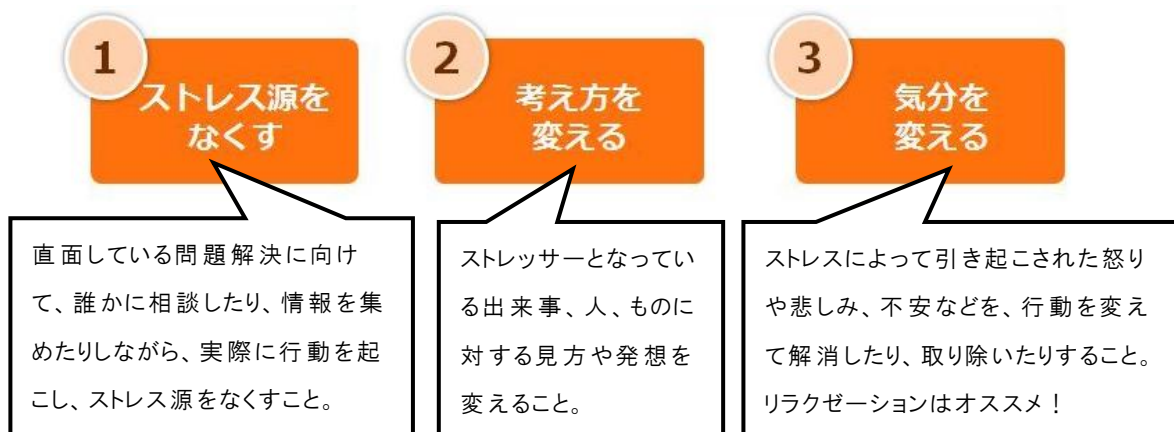 1
ストレス源を
なくす
直面している問題解決に向け
て、誰かに相談したり、情報を集
めたりしながら、実際に行動を起
こし、ストレス源をなくすこと。
2
考え方を
変える
ストレッサーとなってい
る出来事、人、ものに
対する見方や発想を
変えること。
3
気分を
変える
ストレスによって引き起こされた怒り
や悲しみ、不安などを、行動を変え
て解消したり、取り除いたりすること。
リラクゼーションはオススメ！